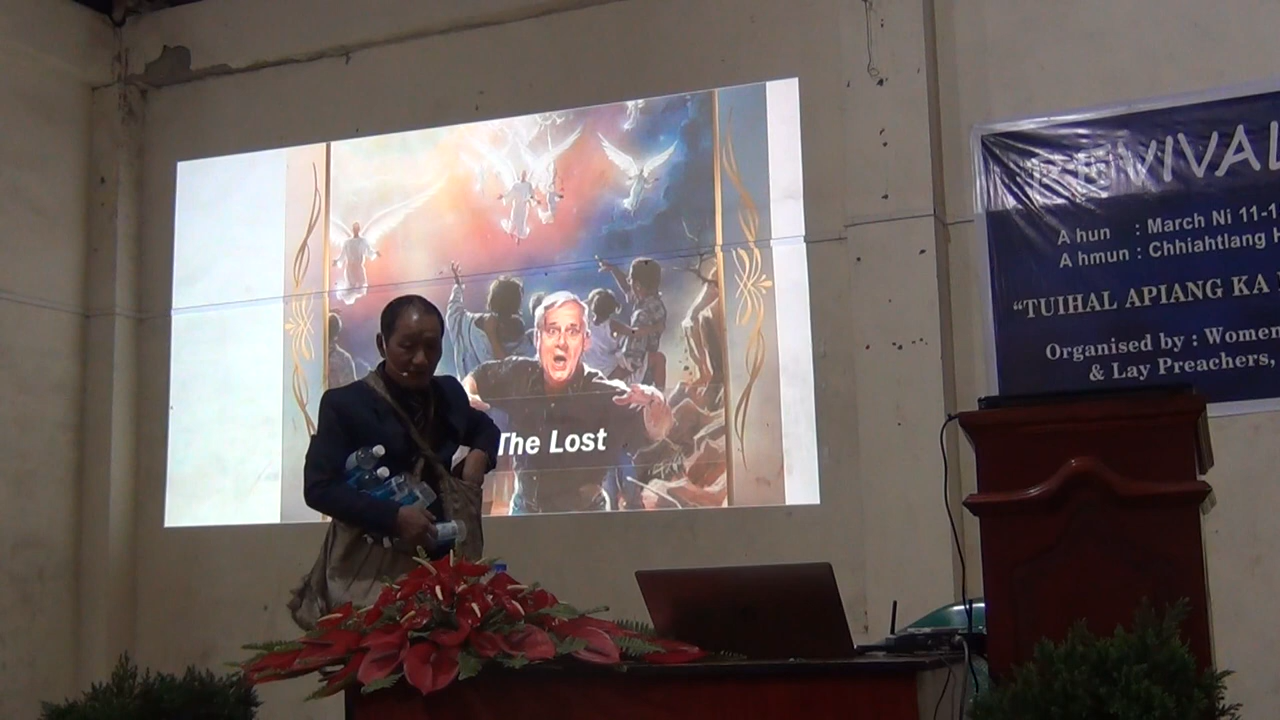 The Lost
REVIVAL
A hun : March Ni 11-1
A hmun : Chhiahtlang H
"TUIHAL APIANG KA
Organised by : Women
& Lay Preachers,